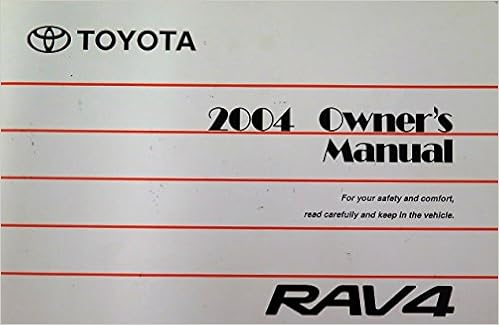 TOYOTA
2004 Owner's
Manual
For your safety and comfort,
read carefully and keep in the vehicle.
RAV4